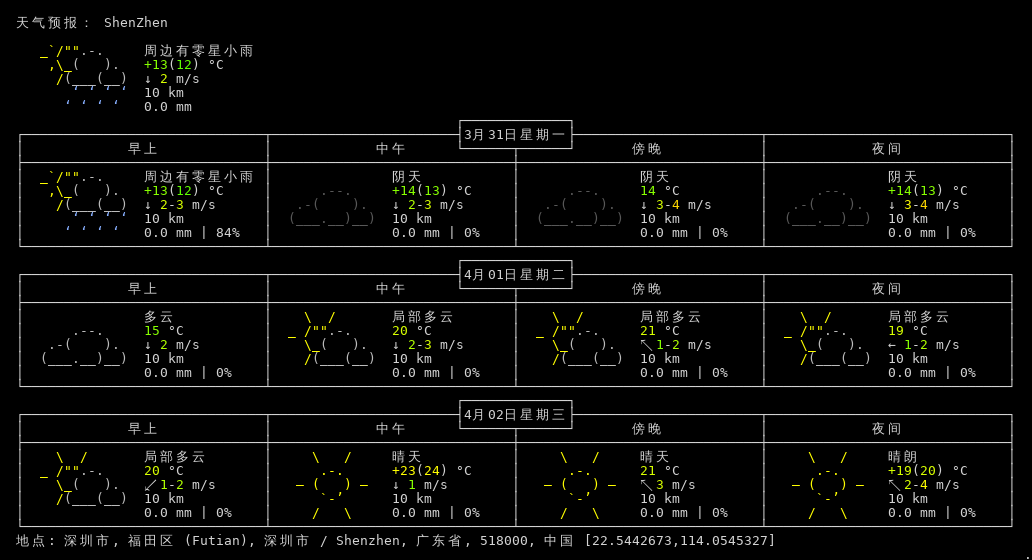 天气预报： ShenZhen
周边有零星小雨
+13(12) °C
↓ 2 m/s
10 km
0.0 mm
3月31日星期一
早上 中午 傍晚 夜间
周边有零星小雨 阴天 阴天 阴天
+13(12) °C +14(13) °C 14 °C +14(13) °C
↓ 2-3 m/s ↓ 2-3 m/s ↓ 3-4 m/s ↓ 3-4 m/s
10 km 10 km 10 km 10 km
0.0 mm | 84% 0.0 mm | 0% 0.0 mm | 0% 0.0 mm | 0%
4月01日星期二
早上 中午 傍晚 夜间
多云 局部多云 局部多云 局部多云
15 °C 20 °C 21 °C 19 °C
↓ 2 m/s ↓ 2-3 m/s ↖ 1-2 m/s ← 1-2 m/s
10 km 10 km 10 km 10 km
0.0 mm | 0% 0.0 mm | 0% 0.0 mm | 0% 0.0 mm | 0%
4月02日星期三
早上 中午 傍晚 夜间
局部多云 晴天 晴天 晴朗
20 °C +23(24) °C 21 °C +19(20) °C
↙ 1-2 m/s ↓ 1 m/s ↖ 3 m/s ↖ 2-4 m/s
10 km 10 km 10 km 10 km
0.0 mm | 0% 0.0 mm | 0% 0.0 mm | 0% 0.0 mm | 0%
地点: 深圳市, 福田区 (Futian), 深圳市 / Shenzhen, 广东省, 518000, 中国 [22.5442673,114.0545327]